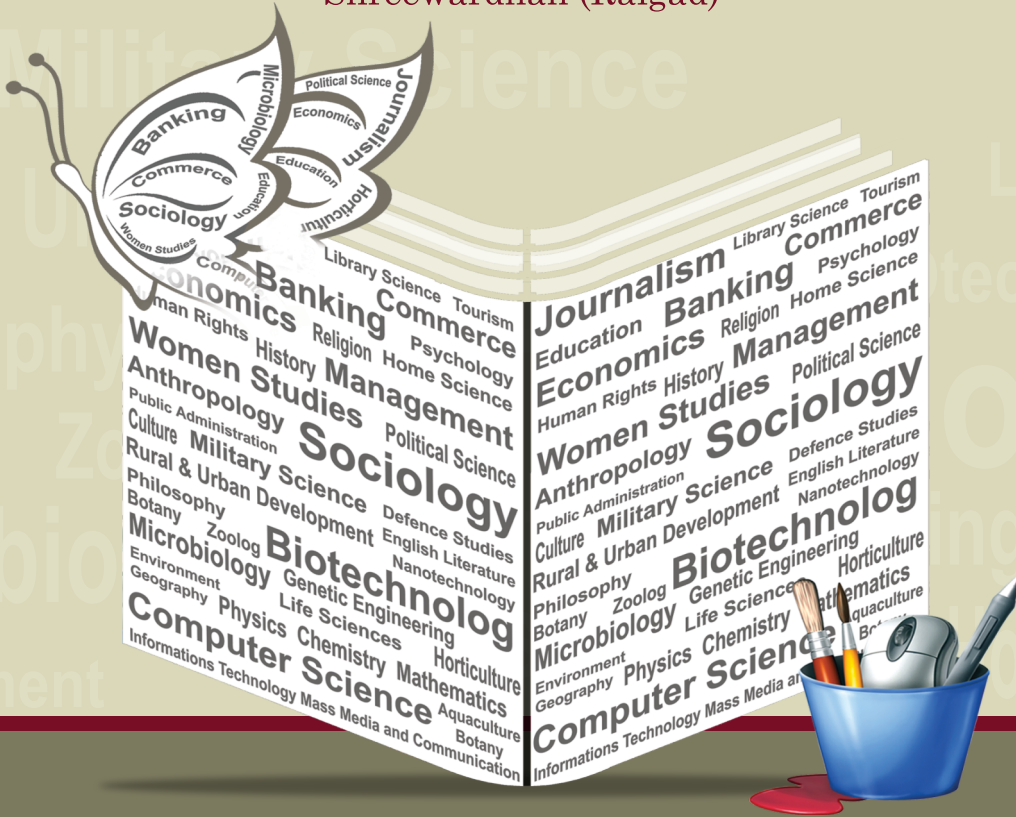 Shreewardhan (Raigad)
Military Science
Banking
Commerce
Sociology
Women Studies
Microbiology
Education
Political Science
Economics
Education
Journalism
Library Science Tourism
Banking Commerce
Economics Psychology
Religion Home Science
Human Rights History Management
Women Studies Political Science
Anthropology Sociology
Public Administration
Culture Military Science Defence Studies
Rural & Urban Development English Literature
Philosophy Nanotechnology
Botany Zoolog Biotechnolog
Microbiology Genetic Engineering
Environment Life Sciences Horticulture
Geography Physics Chemistry Mathematics
Computer Science Aquaculture
Botany
Informations Technology Mass Media and Communication
Journalism Library Science Tourism
Education Banking Commerce
Economics Psychology
Religion Home Science
Human Rights History Management
Women Studies Political Science
Anthropology Sociology
Public Administration
Culture Military Science Defence Studies
Rural & Urban Development English Literature
Philosophy Nanotechnology
Botany Zoolog Biotechnolog
Microbiology Genetic Engineering
Environment Life Sciences Horticulture
Geography Physics Chemistry Mathematics
Computer Science
Informations Technology Mass Media